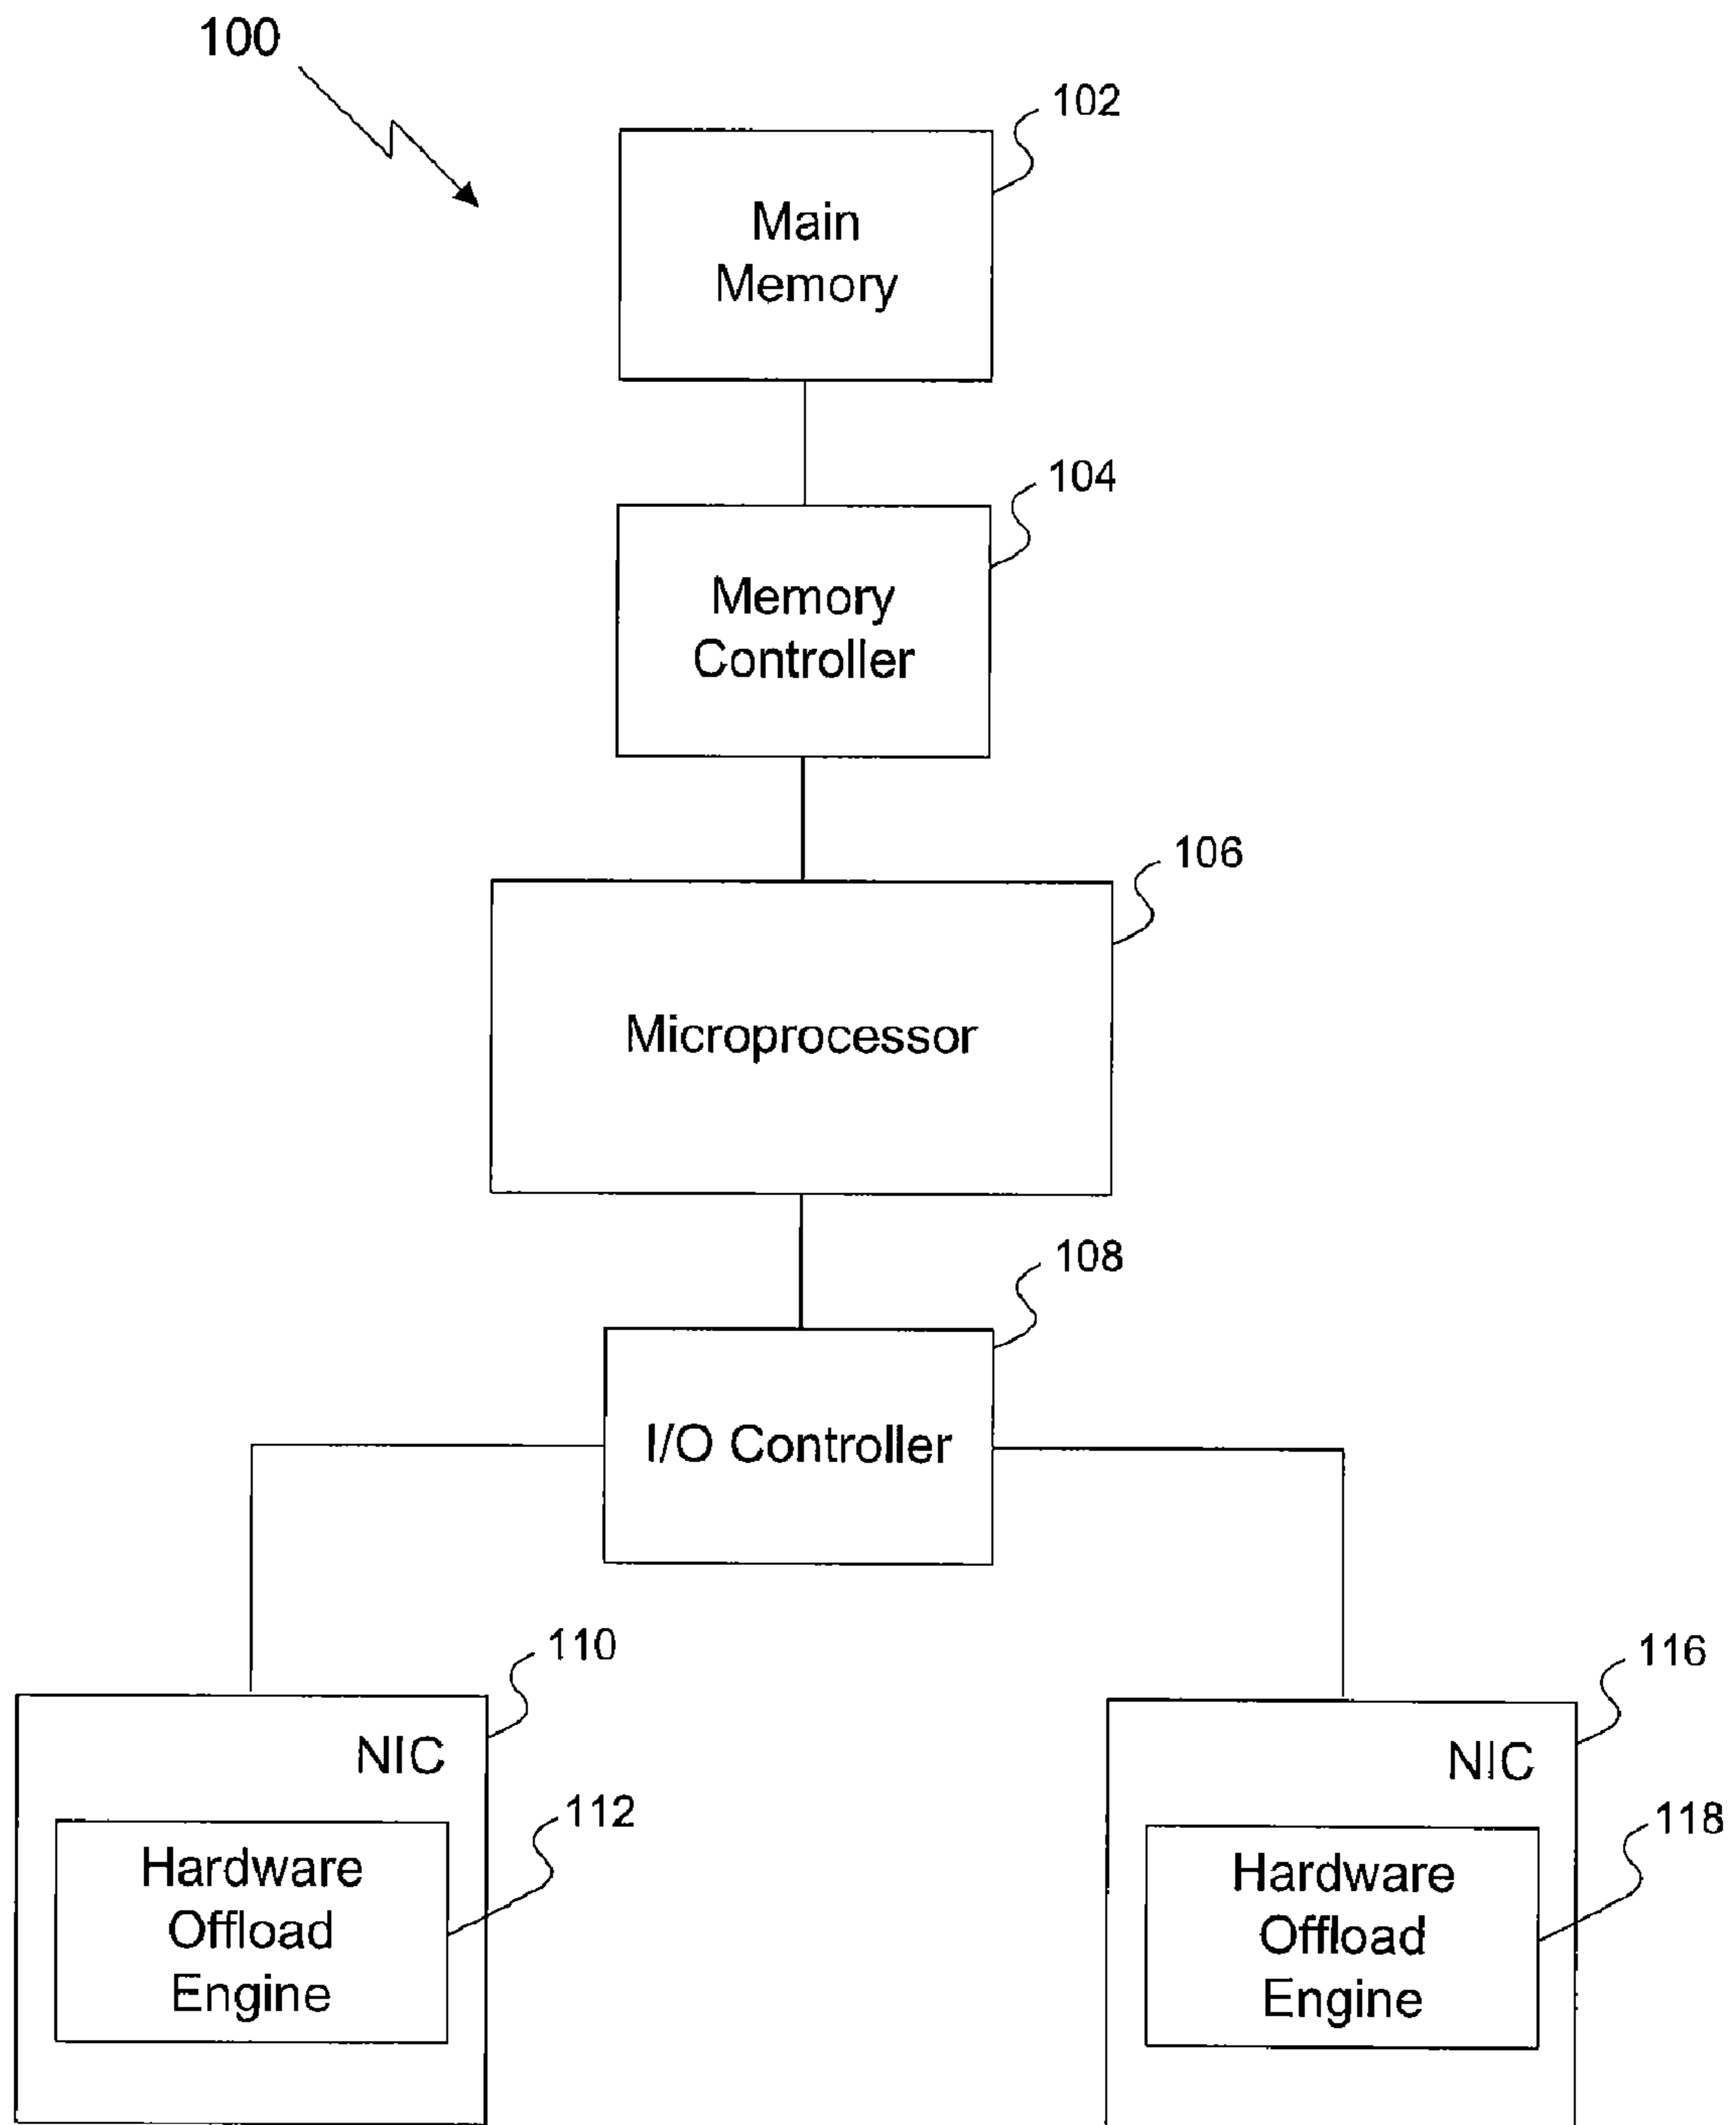 100
102
Main
Memory
104
Memory
Controller
106
Microprocessor
108
I/O Controller
110
NIC
112
Hardware
Offload
Engine
116
NIC
118
Hardware
Offload
Engine